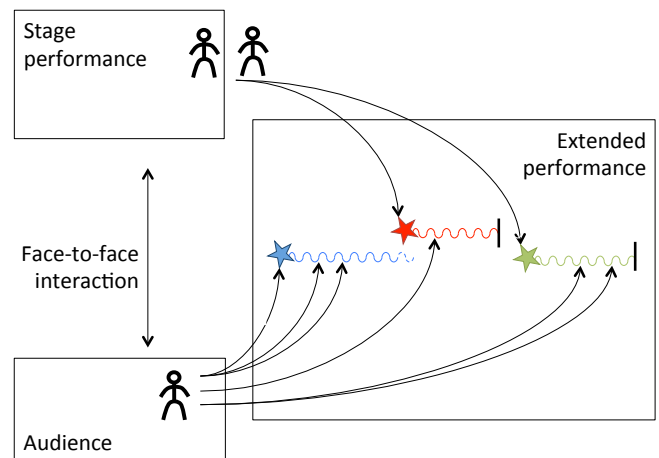 Stage
performance
Extended
performance
Face-to-face
interaction
Audience